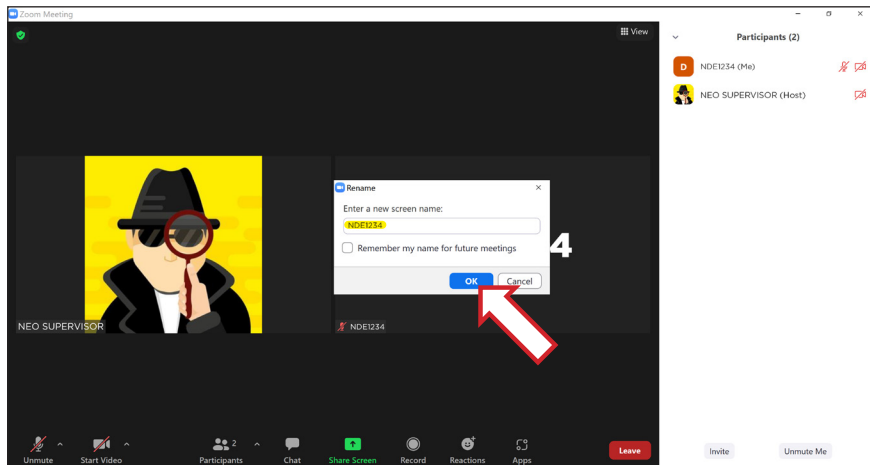 Zoom Meeting
View
Participants (2)
D NDE1234 (Me)
NEO SUPERVISOR (Host)
Rename
Enter a new screen name:
NDE1234
Remember my name for future meetings
4
OK Cancel
NEO SUPERVISOR
NDE1234
2
Unmute Start Video Participants Chat Share Screen Record Reactions Apps
Leave
Invite Unmute Me